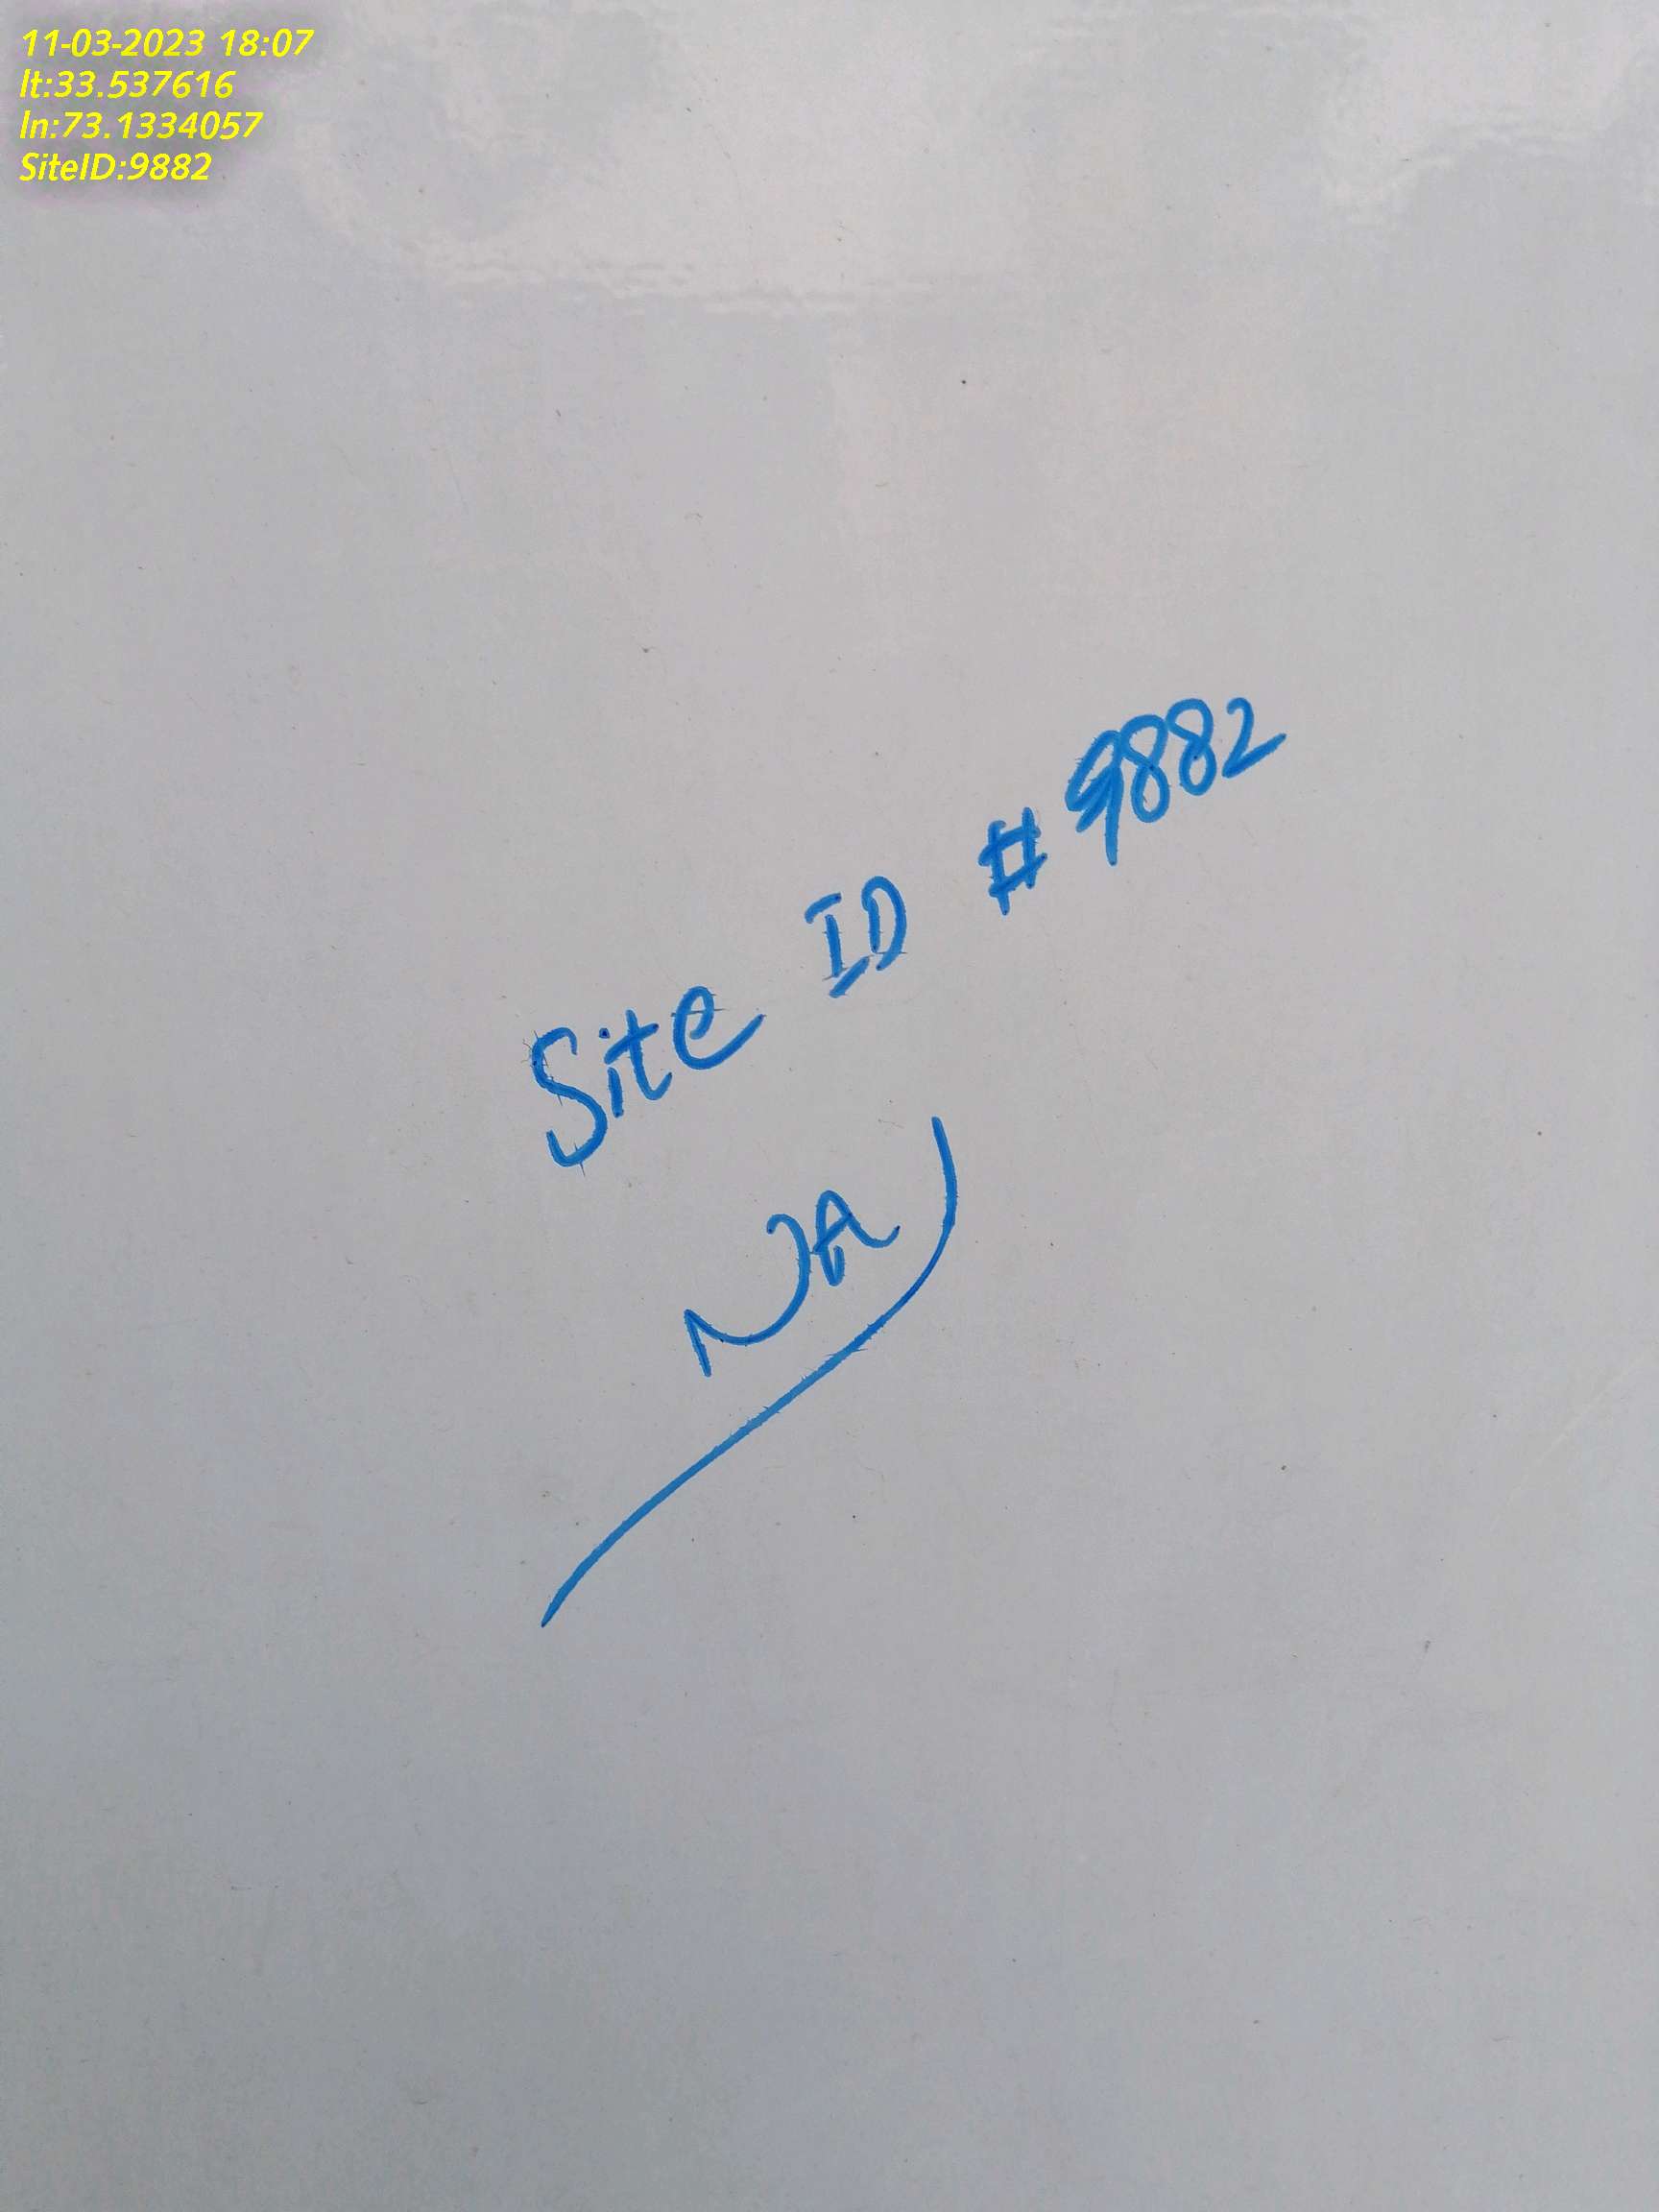 11-03-2023 18:07
lt:33.537616
ln:73.1334057
SiteID:9882
Site ID # 9882
NA